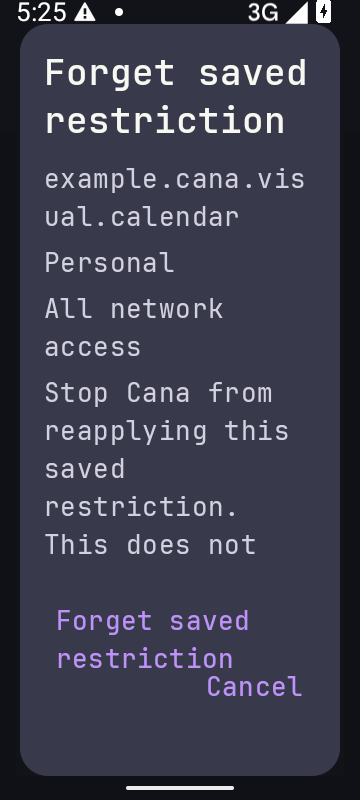 5:25
3G
Forget saved
restriction
example.cana.vis
ual.calendar
Personal
All network
access
Stop Cana from
reapplying this
saved
restriction.
This does not
Forget saved
restriction
Cancel